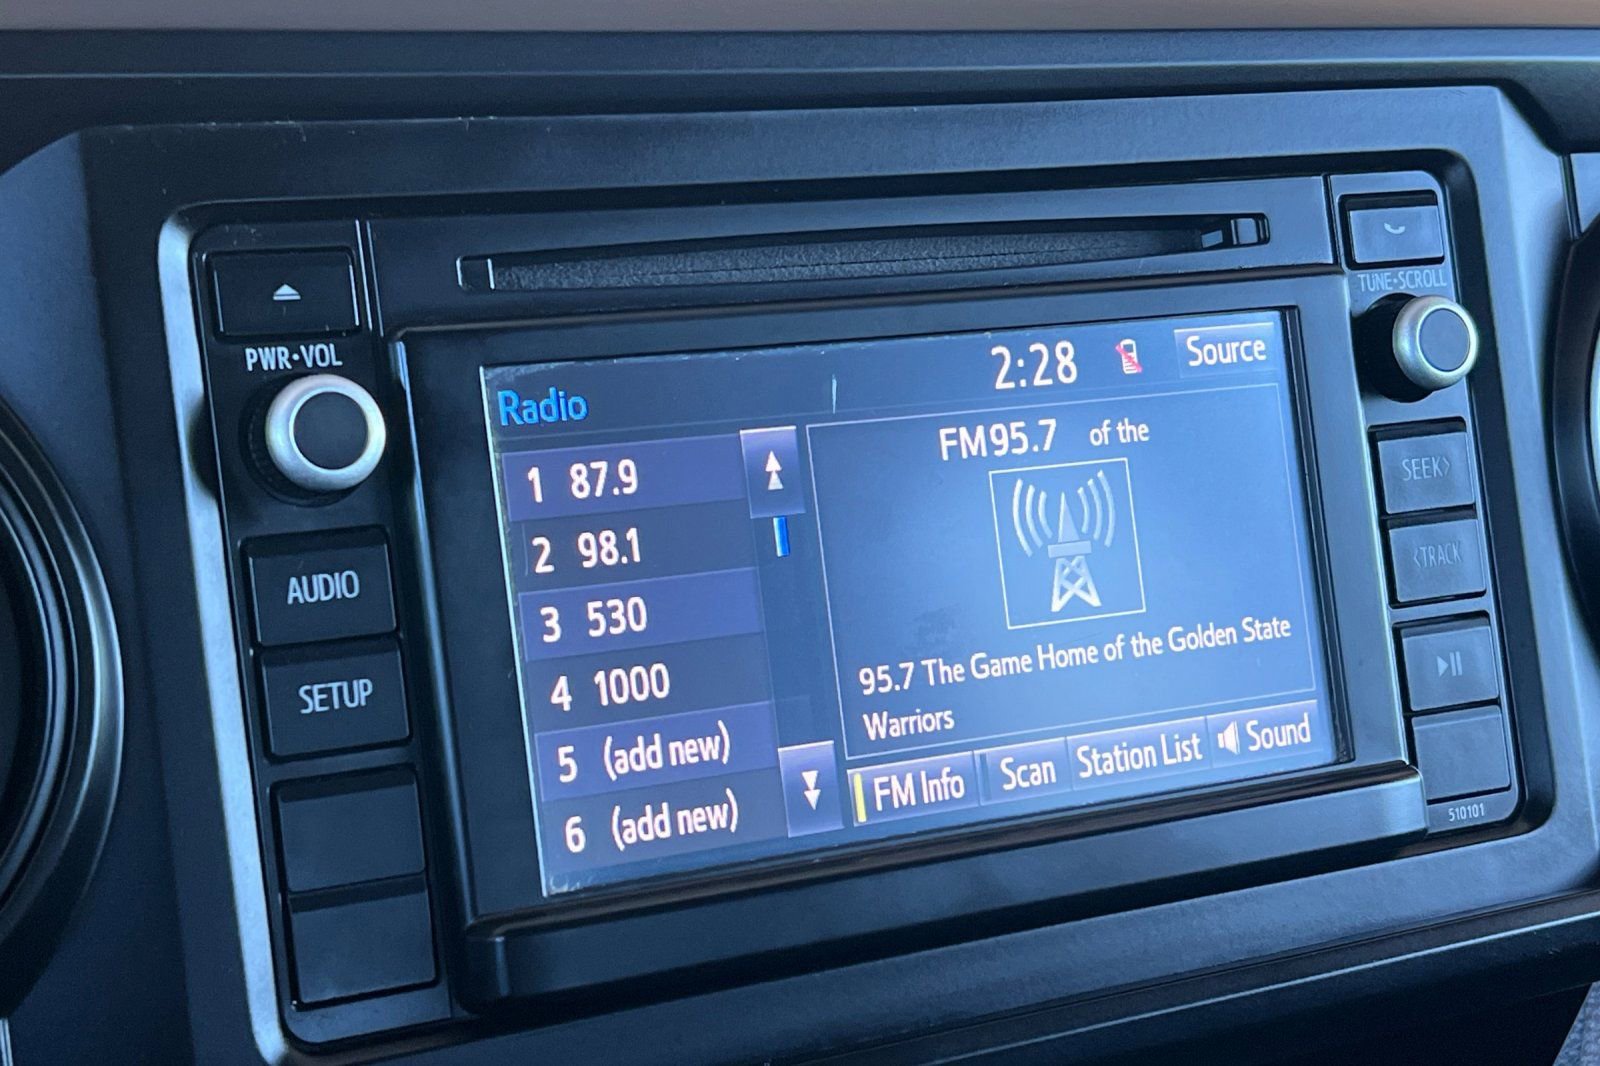 PWR•VOL
AUDIO
SETUP
Radio
2:28
Source
1 87.9
2 98.1
3 530
4 1000
5 (add new)
6 (add new)
FM95.7 of the
95.7 The Game Home of the Golden State
Warriors
FM Info
Scan
Station List
Sound
TUNE•SCROLL
SEEK>
<TRACK
510101